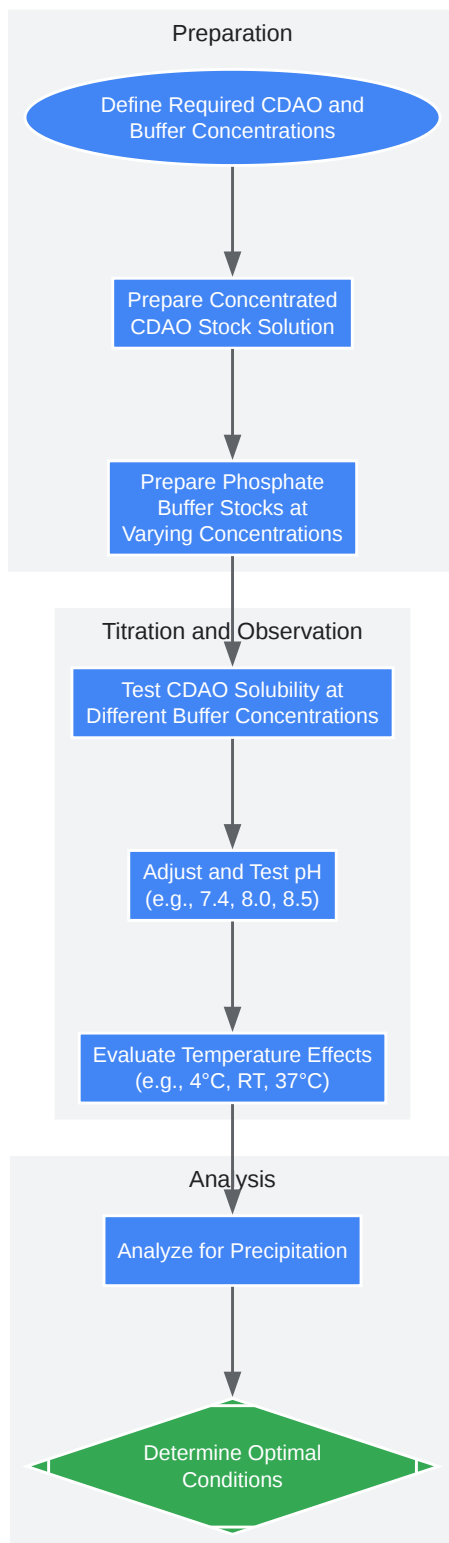 Preparation
Define Required CDAO and
Buffer Concentrations
Prepare Concentrated
CDAO Stock Solution
Prepare Phosphate
Buffer Stocks at
Varying Concentrations
Titration and Observation
Test CDAO Solubility at
Different Buffer Concentrations
Adjust and Test pH
(e.g., 7.4, 8.0, 8.5)
Evaluate Temperature Effects
(e.g., 4°C, RT, 37°C)
Analysis
Analyze for Precipitation
Determine Optimal
Conditions